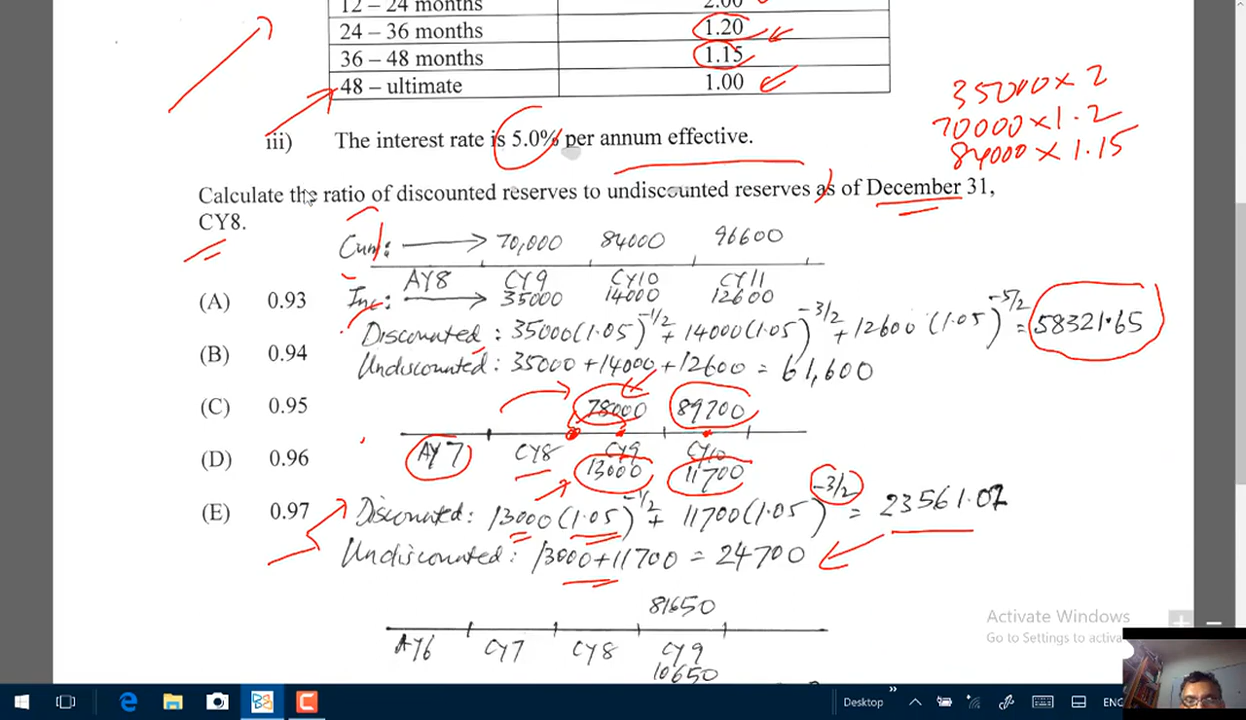 12 – 24 months 2.00
24 – 36 months 1.20
36 – 48 months 1.15
48 – ultimate 1.00
35000 x 2
70000 x 1.2
84000 x 1.15
iii) The interest rate is 5.0% per annum effective.
Calculate the ratio of discounted reserves to undiscounted reserves as of December 31,
CY8.
Cum: 70,000 84000 96600
AY8 CY9 CY10 CY11
Inc: 35000 14000 12600
(A) 0.93
Discounted: 35000(1.05)^-1/2 + 14000(1.05)^-3/2 + 12600(1.05)^-5/2 = 58321.65
(B) 0.94
Undiscounted: 35000+14000+12600 = 61,600
(C) 0.95
78000 89700
AY7 CY8 CY9 CY10
(D) 0.96
13000 11700
(E) 0.97
Discounted: 13000(1.05)^-1/2 + 11700(1.05)^-3/2 = 23561.07
Undiscounted: 13000+11700 = 24700
81650
AY6 CY7 CY8 CY9
10650
Activate Windows
Go to Settings to activa
Desktop
ENG